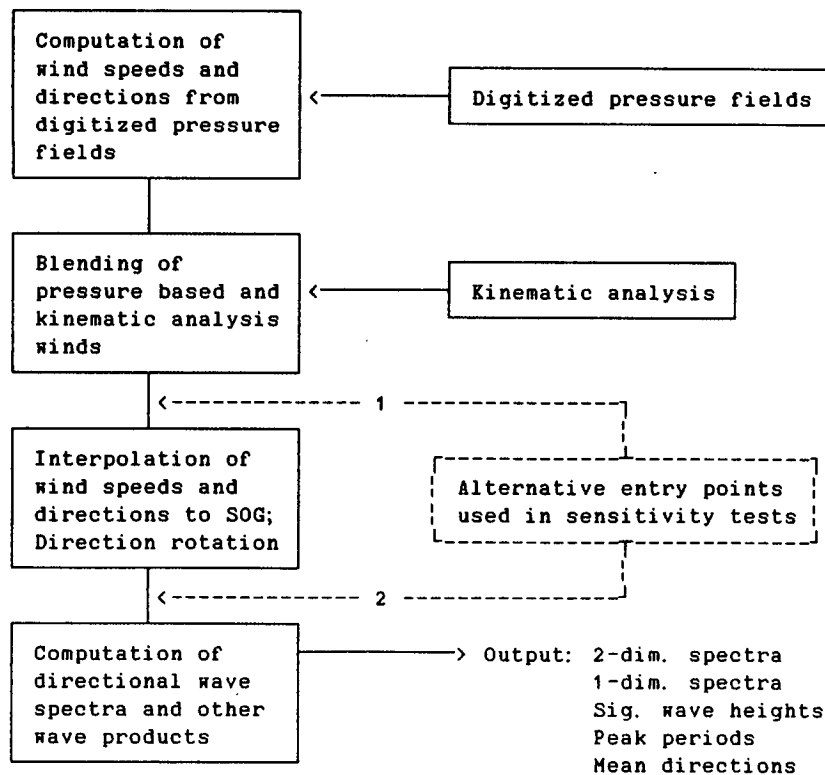 Computation of
wind speeds and
directions from
digitized pressure
fields
Digitized pressure fields
Blending of
pressure based and
kinematic analysis
winds
Kinematic analysis
1
Interpolation of
wind speeds and
directions to SOG;
Direction rotation
Alternative entry points
used in sensitivity tests
2
Computation of
directional wave
spectra and other
wave products
Output: 2-dim. spectra
1-dim. spectra
Sig. wave heights
Peak periods
Mean directions